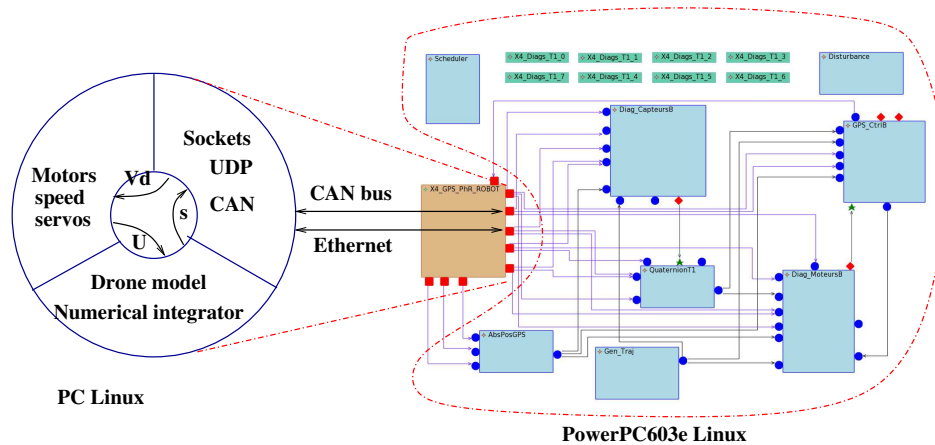 Sockets
UDP
CAN
Motors
speed
servos
Vd
s
U
Drone model
Numerical integrator
PC Linux
CAN bus
Ethernet
Scheduler
X4_Diags_T1_0
X4_Diags_T1_1
X4_Diags_T1_2
X4_Diags_T1_3
X4_Diags_T1_7
X4_Diags_T1_4
X4_Diags_T1_5
X4_Diags_T1_6
Disturbance
Diag_CapteursB
GPS_CtrlB
X4_GPS_PhR_ROBOT
QuaternionT1
Diag_MoteursB
AbsPosGPS
Gen_Traj
PowerPC603e Linux